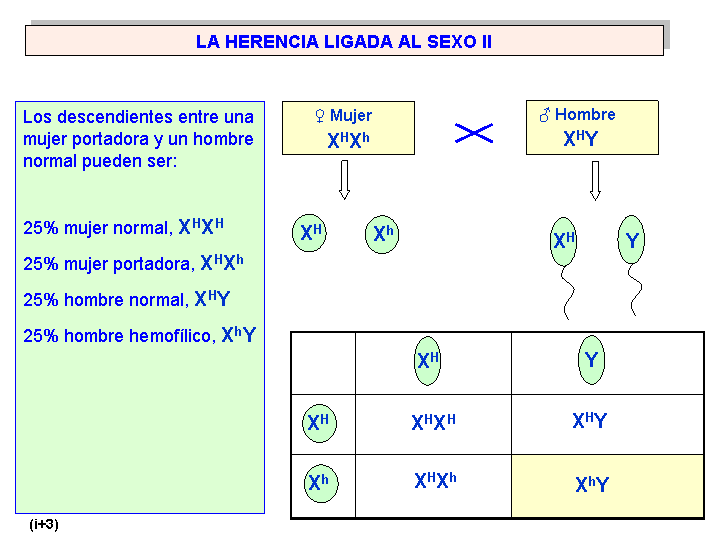 LA HERENCIA LIGADA AL SEXO II
Los descendientes entre una
mujer portadora y un hombre
normal pueden ser:
25% mujer normal, XᴴXᴴ
25% mujer portadora, XᴴXʰ
25% hombre normal, XᴴY
25% hombre hemofílico, XʰY
♀ Mujer
XᴴXʰ
♂ Hombre
XᴴY
Xᴴ Xʰ
Xᴴ Y
Xᴴ Y
Xᴴ XᴴXᴴ XᴴY
Xʰ XᴴXʰ XʰY
(i+3)